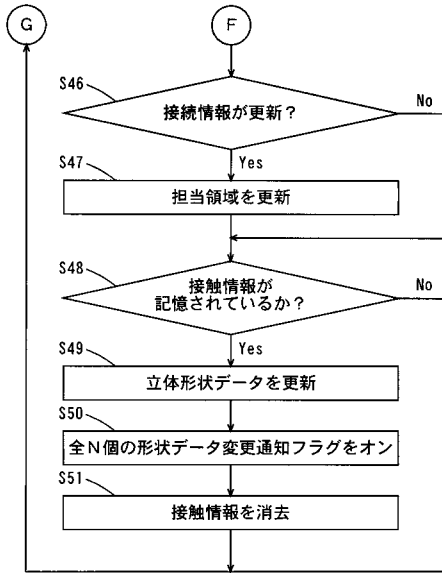 G
F
S46
接続情報が更新？
No
Yes
S47
担当領域を更新
S48
接触情報が
記憶されているか？
No
Yes
S49
立体形状データを更新
S50
全N個の形状データ変更通知フラグをオン
S51
接触情報を消去